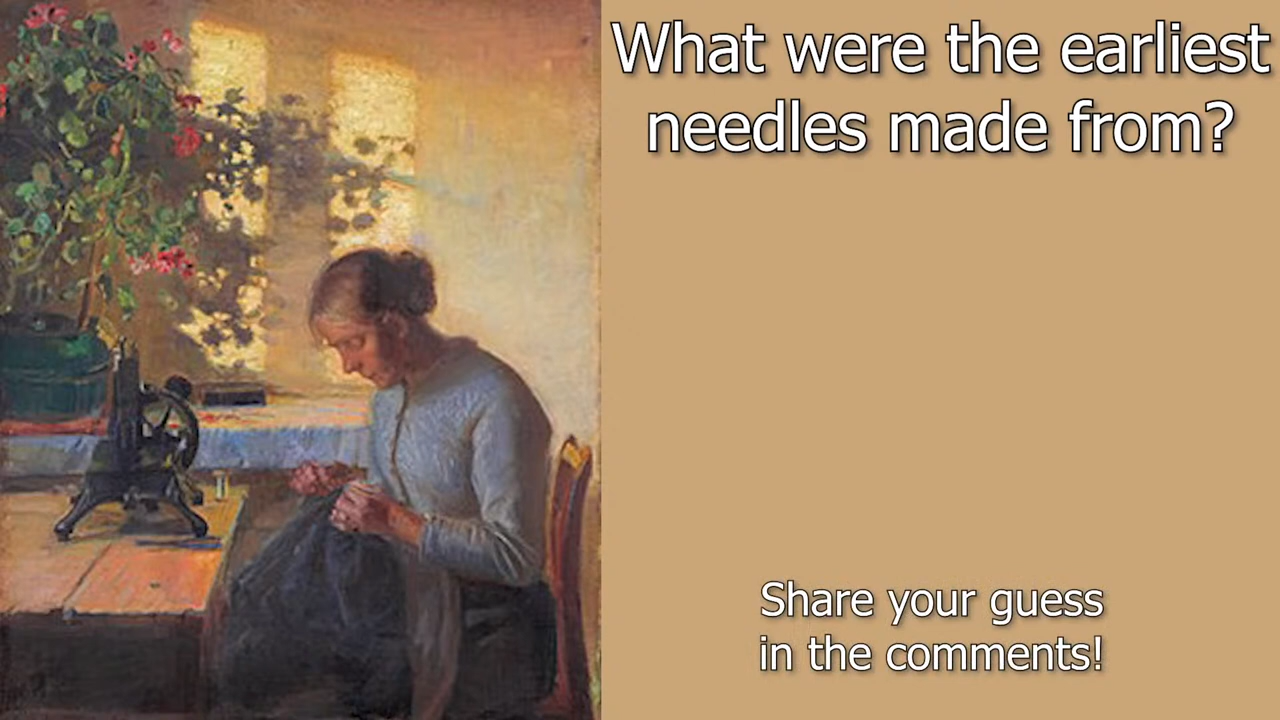 What were the earliest
needles made from?
Share your guess
in the comments!